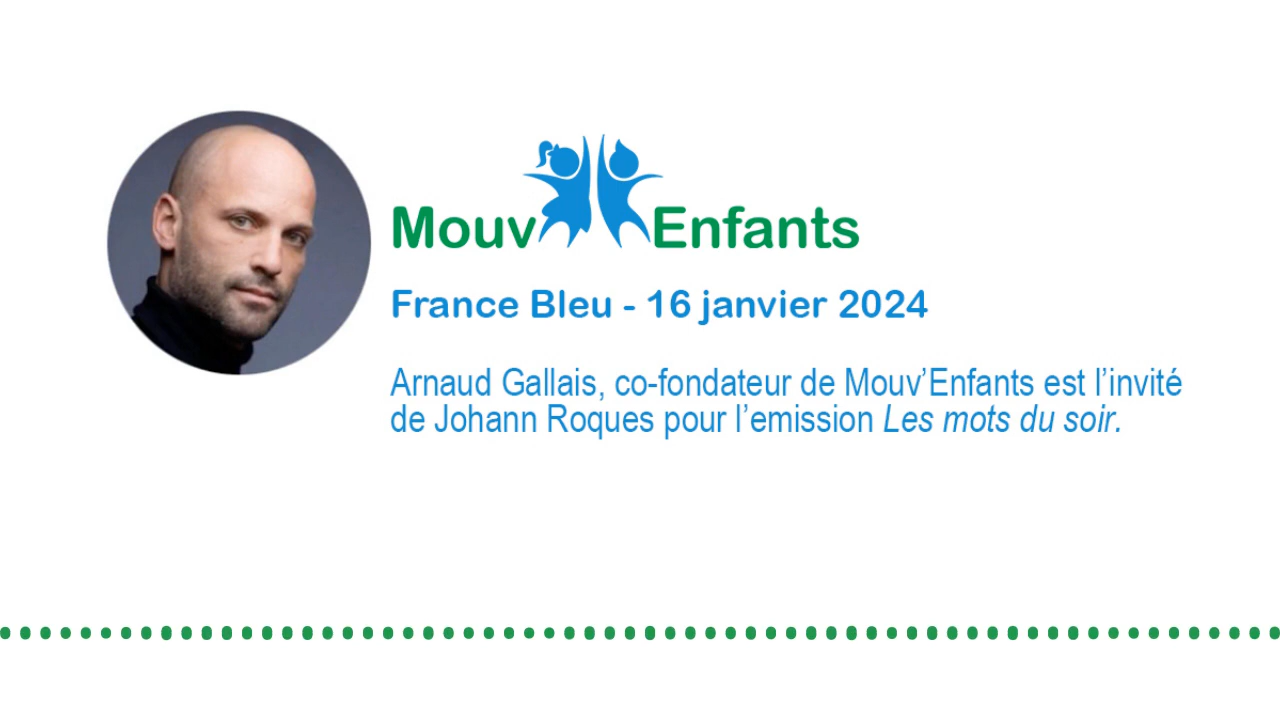 Mouv Enfants
France Bleu - 16 janvier 2024
Arnaud Gallais, co-fondateur de Mouv’Enfants est l’invité
de Johann Roques pour l’emission Les mots du soir.